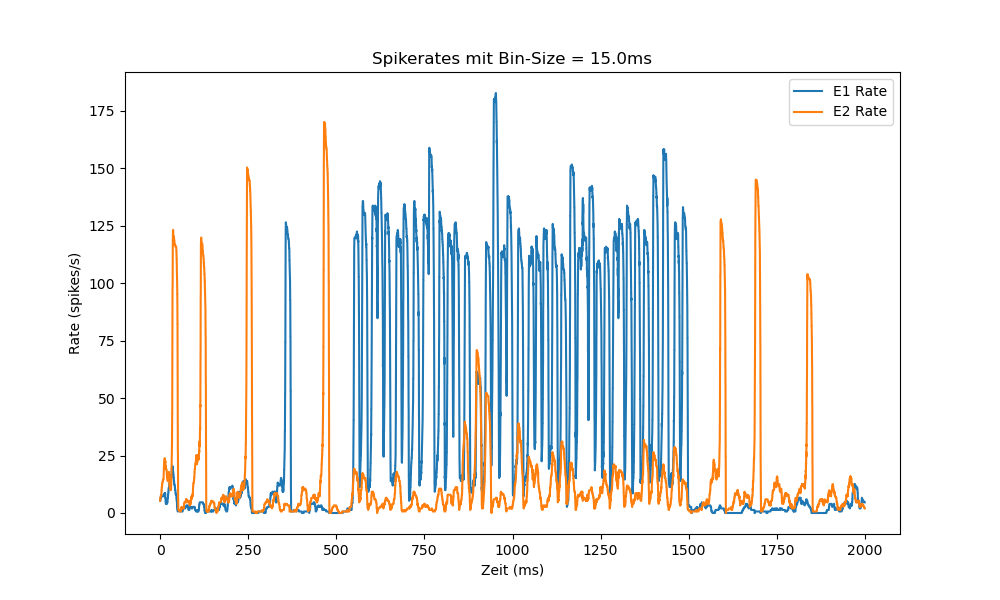 Spikerates mit Bin-Size = 15.0ms
E1 Rate
E2 Rate
175
150
125
100
75
50
25
0
Rate (spikes/s)
0 250 500 750 1000 1250 1500 1750 2000
Zeit (ms)